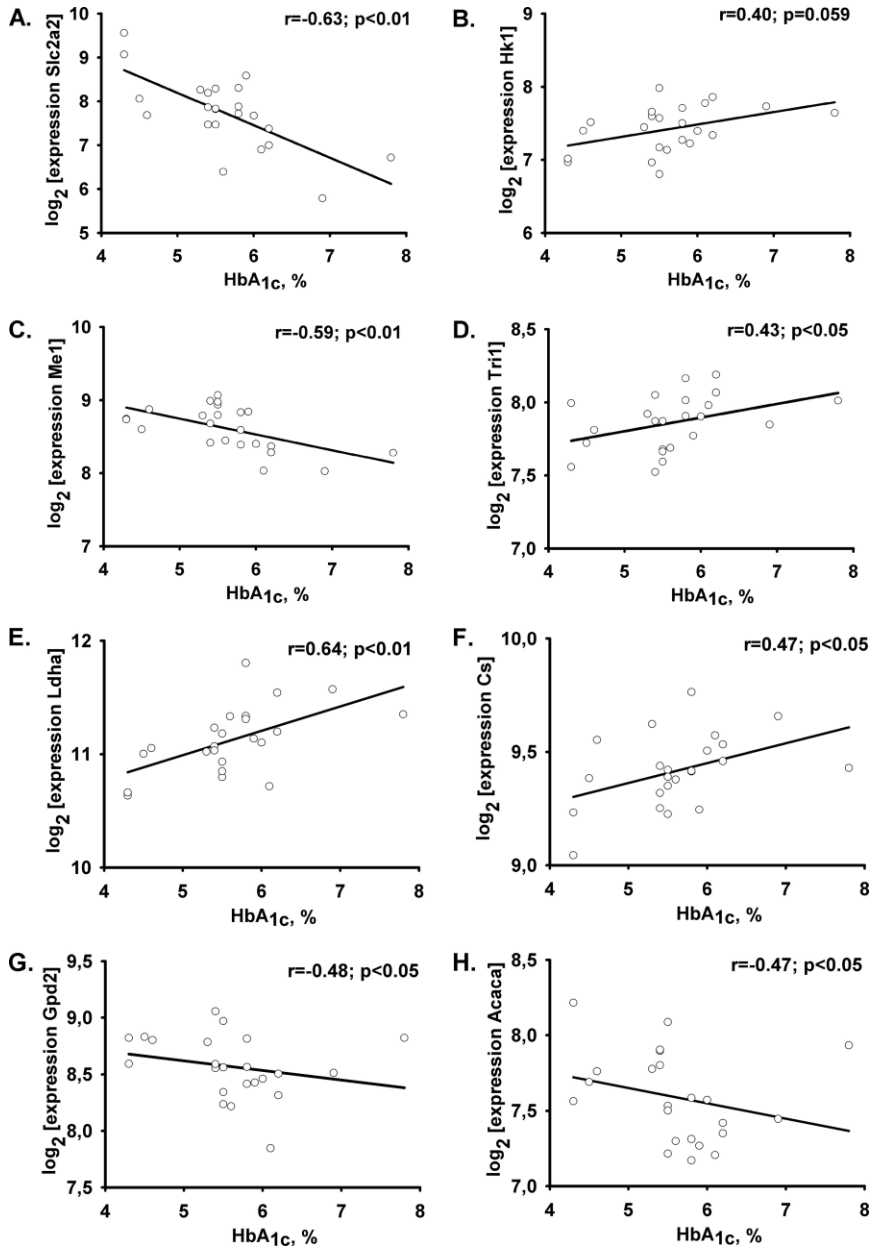 A.
r=-0.63; p<0.01
log2 [expression Slc2a2]
10
9
8
7
6
5
4 5 6 7 8
HbA1c, %
B.
r=0.40; p=0.059
log2 [expression Hk1]
9
8
7
6
4 5 6 7 8
HbA1c, %
C.
r=-0.59; p<0.01
log2 [expression Me1]
10
9
8
7
4 5 6 7 8
HbA1c, %
D.
r=0.43; p<0.05
log2 [expression Tri1]
8,5
8,0
7,5
7,0
4 5 6 7 8
HbA1c, %
E.
r=0.64; p<0.01
log2 [expression Ldha]
12
11
10
4 5 6 7 8
HbA1c, %
F.
r=0.47; p<0.05
log2 [expression Cs]
10,0
9,5
9,0
4 5 6 7 8
HbA1c, %
G.
r=-0.48; p<0.05
log2 [expression Gpd2]
9,5
9,0
8,5
8,0
7,5
4 5 6 7 8
HbA1c, %
H.
r=-0.47; p<0.05
log2 [expression Acaca]
8,5
8,0
7,5
7,0
4 5 6 7 8
HbA1c, %